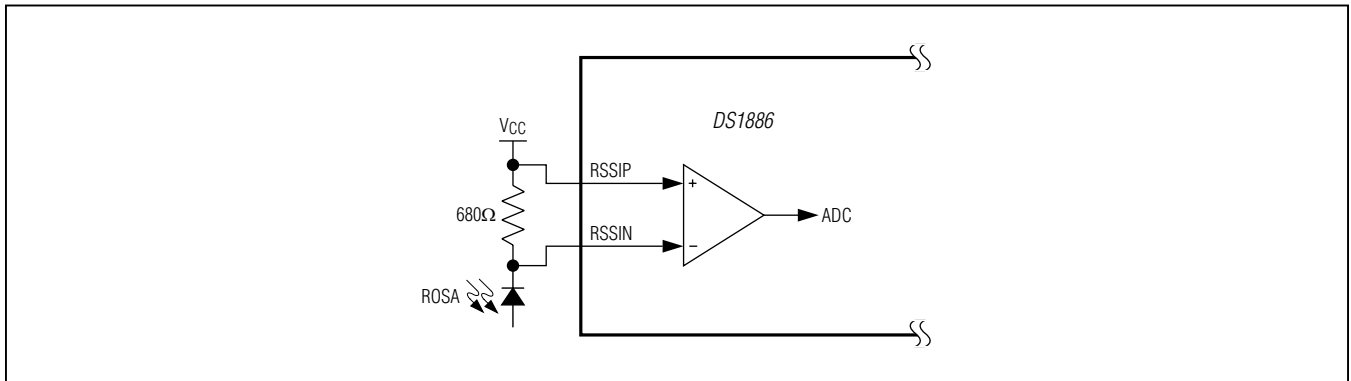 DS1886
VCC
RSSIP
+
680Ω
ADC
RSSIN
−
ROSA